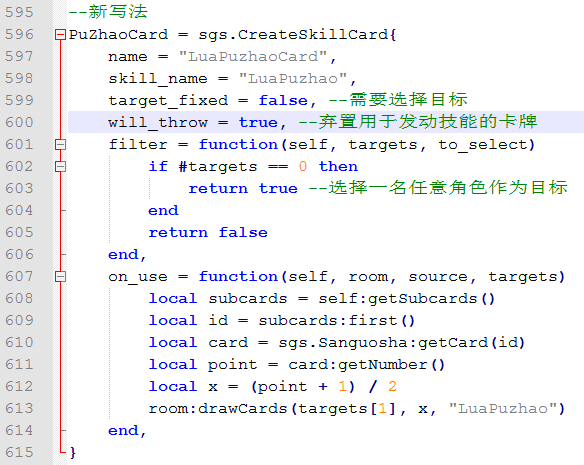 595 --新写法
596 PuZhaoCard = sgs.CreateSkillCard{
597     name = "LuaPuzhaoCard",
598     skill_name = "LuaPuzhao",
599     target_fixed = false, --需要选择目标
600     will_throw = true, --弃置用于发动技能的卡牌
601     filter = function(self, targets, to_select)
602         if #targets == 0 then
603             return true --选择一名任意角色作为目标
604         end
605         return false
606     end,
607     on_use = function(self, room, source, targets)
608         local subcards = self:getSubcards()
609         local id = subcards:first()
610         local card = sgs.Sanguosha:getCard(id)
611         local point = card:getNumber()
612         local x = (point + 1) / 2
613         room:drawCards(targets[1], x, "LuaPuzhao")
614     end,
615 }